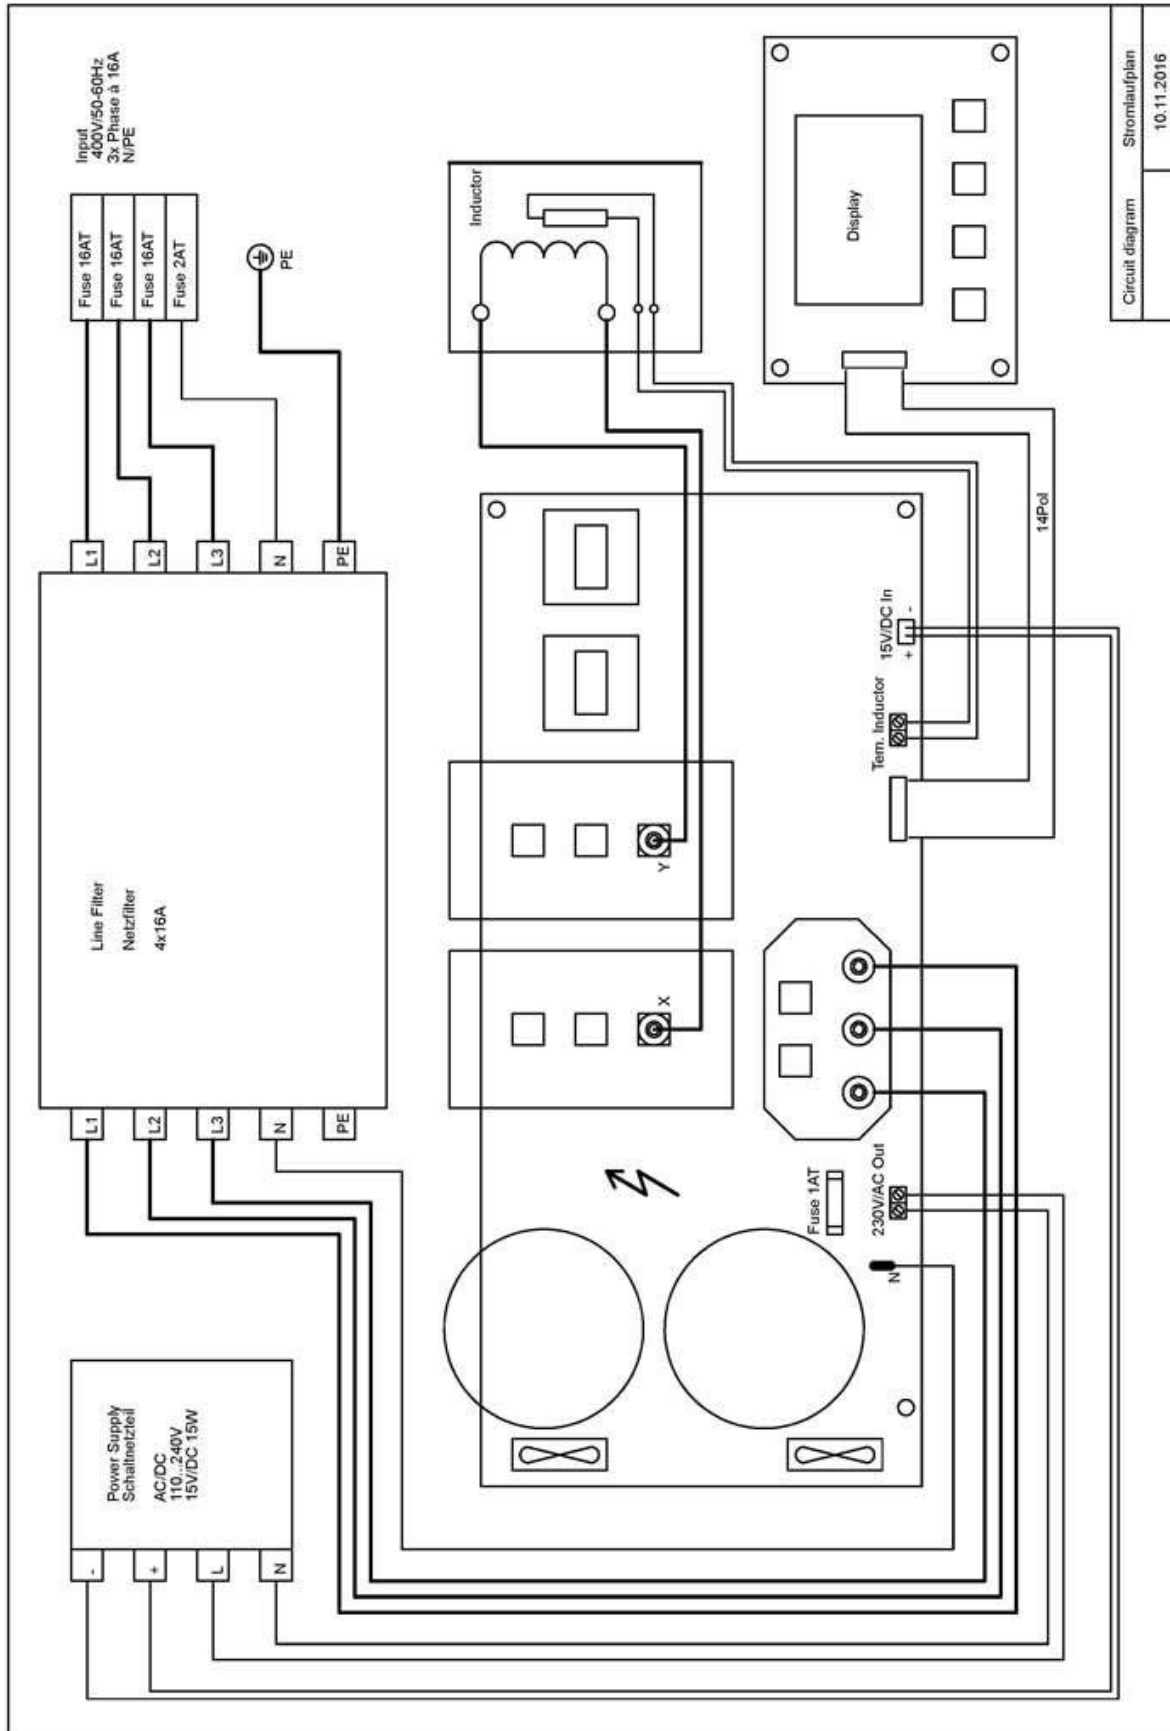 Power Supply
Schaltnetzteil
AC/DC
110...240V
15V/DC 15W
-
+
L
N
Line Filter
Netzfilter
4x16A
L1
L2
L3
N
PE
L1
L2
L3
N
PE
Input
400V/50-60Hz
3x Phase à 16A
N/PE
Fuse 16AT
Fuse 16AT
Fuse 16AT
Fuse 2AT
PE
Inductor
X
Y
Fuse 1AT
N
230V/AC Out
Tem. Inductor
15V/DC In
+
-
14Pol
Display
Circuit diagram
Stromlaufplan
10.11.2016